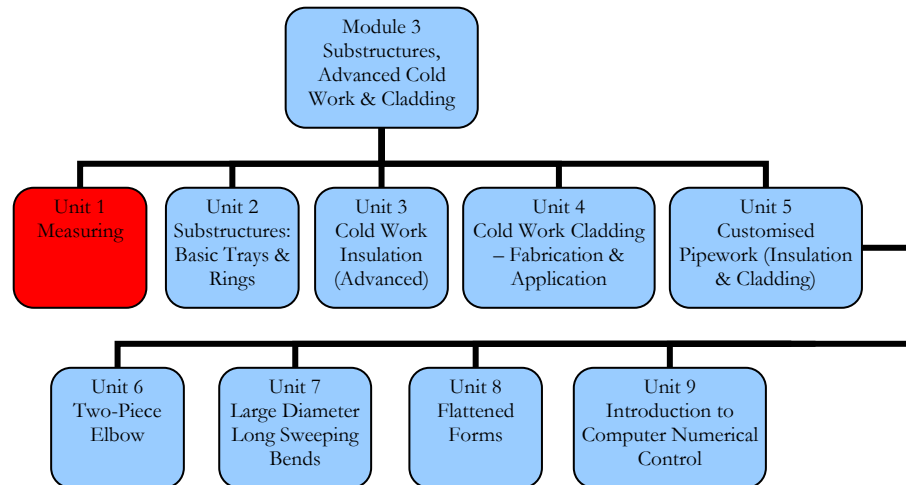 Module 3
Substructures,
Advanced Cold
Work & Cladding
Unit 1
Measuring
Unit 2
Substructures:
Basic Trays &
Rings
Unit 3
Cold Work
Insulation
(Advanced)
Unit 4
Cold Work Cladding
– Fabrication &
Application
Unit 5
Customised
Pipework (Insulation
& Cladding)
Unit 6
Two-Piece
Elbow
Unit 7
Large Diameter
Long Sweeping
Bends
Unit 8
Flattened
Forms
Unit 9
Introduction to
Computer Numerical
Control